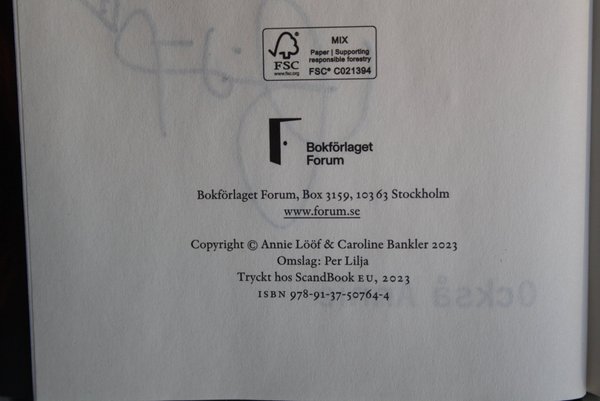 FSC
www.fsc.org
MIX
Paper | Supporting
responsible forestry
FSC® C021394
Bokförlaget
Forum
Bokförlaget Forum, Box 3159, 103 63 Stockholm
www.forum.se
Copyright © Annie Lööf & Caroline Bankler 2023
Omslag: Per Lilja
Tryckt hos ScandBook EU, 2023
ISBN 978-91-37-50764-4
Också